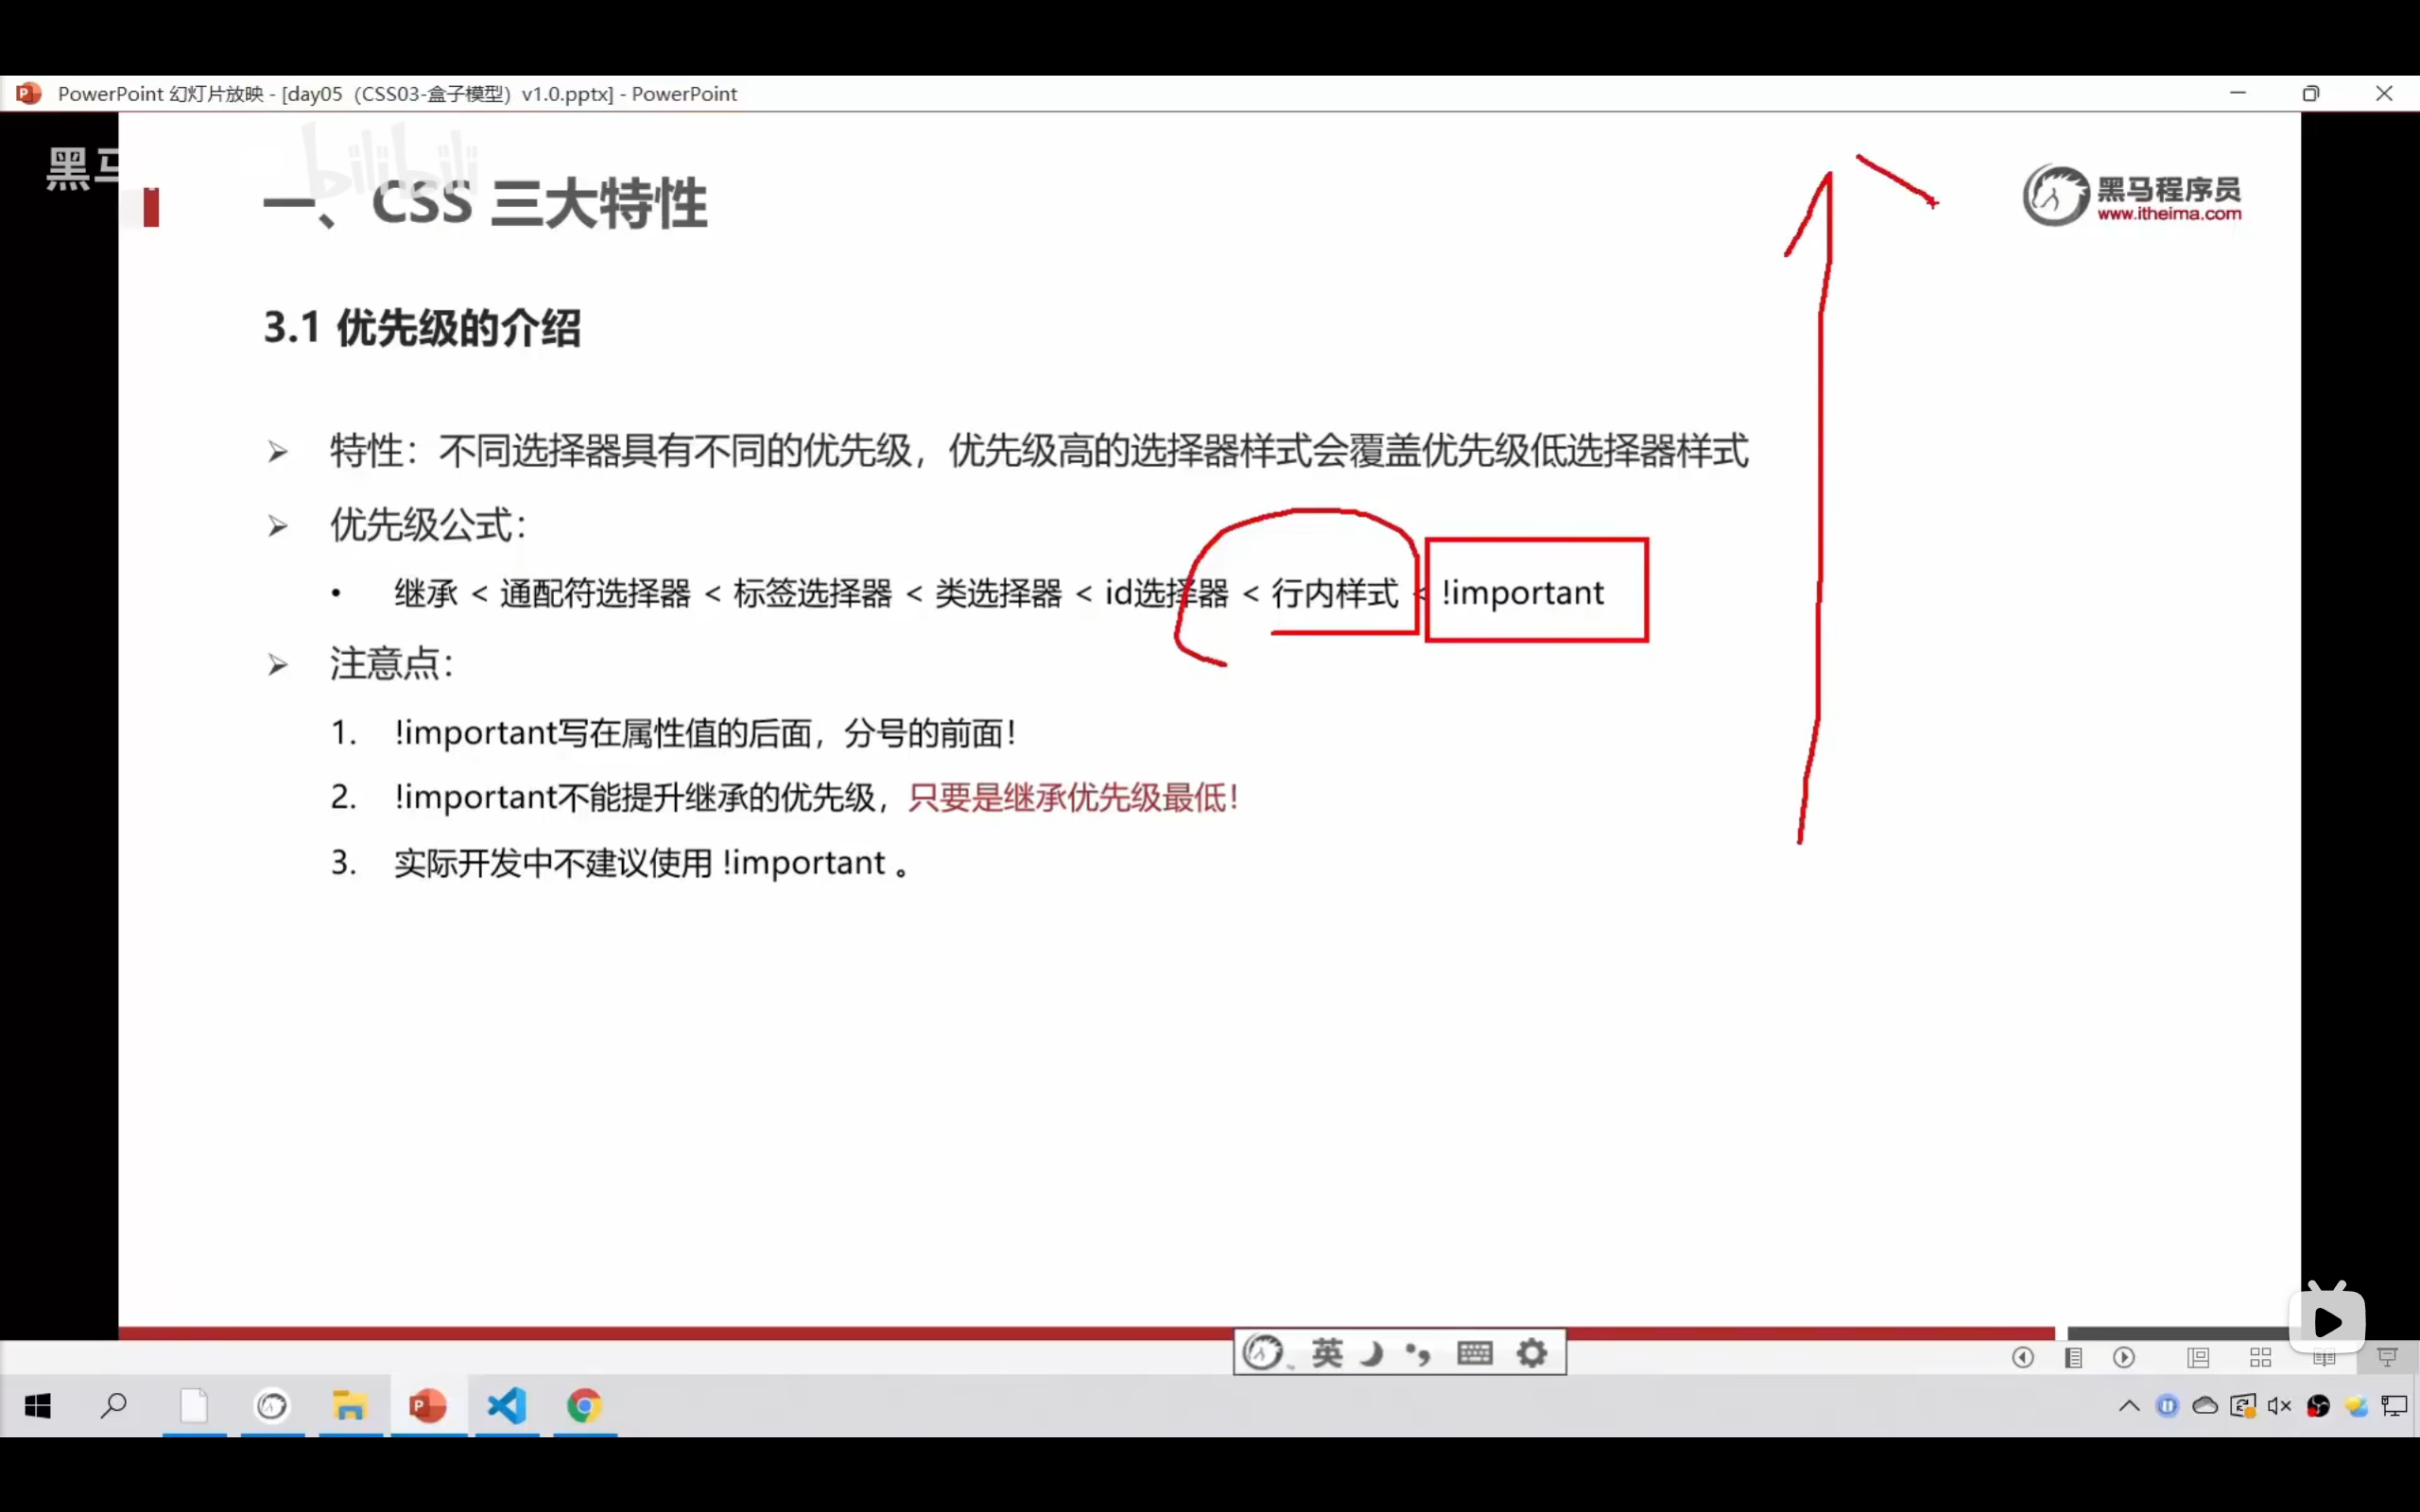 PowerPoint 幻灯片放映 - [day05（CSS03-盒子模型）v1.0.pptx] - PowerPoint
bilibili
黑马
一、CSS 三大特性
黑马程序员
www.itheima.com
3.1 优先级的介绍
特性：不同选择器具有不同的优先级，优先级高的选择器样式会覆盖优先级低选择器样式
优先级公式：
• 继承 < 通配符选择器 < 标签选择器 < 类选择器 < id选择器 < 行内样式 < !important
注意点：
1. !important写在属性值的后面，分号的前面！
2. !important不能提升继承的优先级，只要是继承优先级最低！
3. 实际开发中不建议使用 !important 。
英